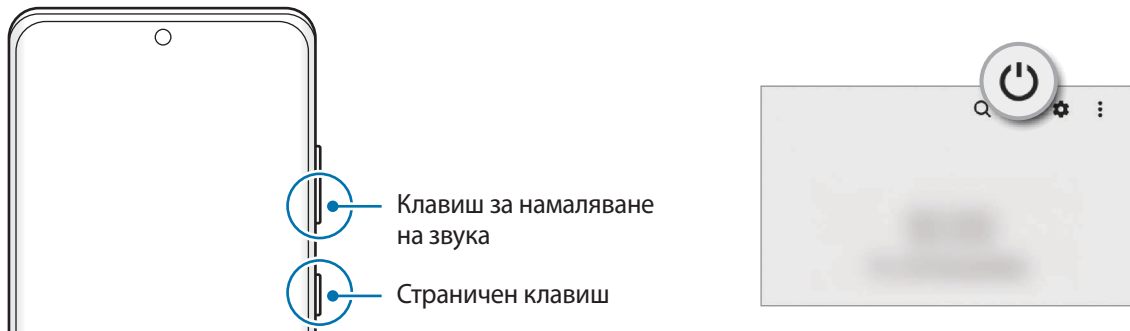 Клавиш за намаляване
на звука
Страничен клавиш